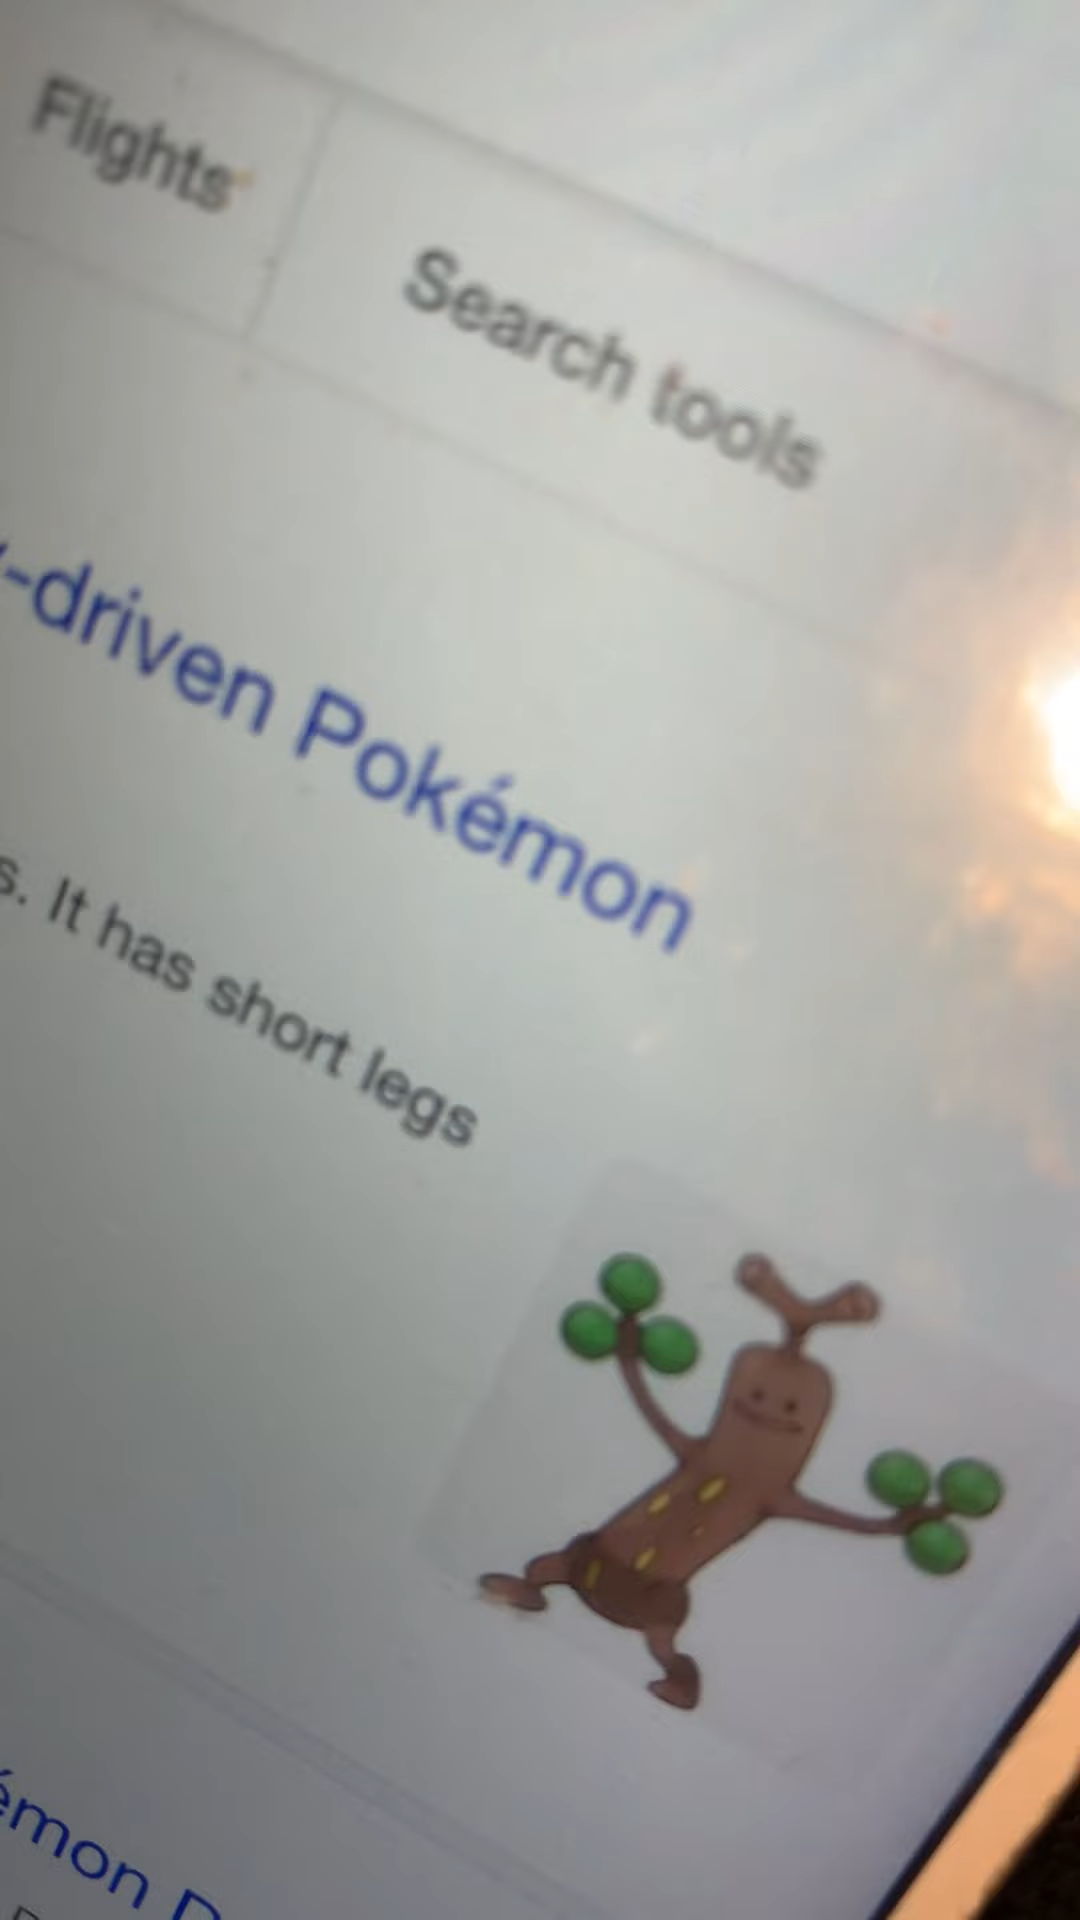 Flights
Search tools
-driven Pokémon
s. It has short legs
émon